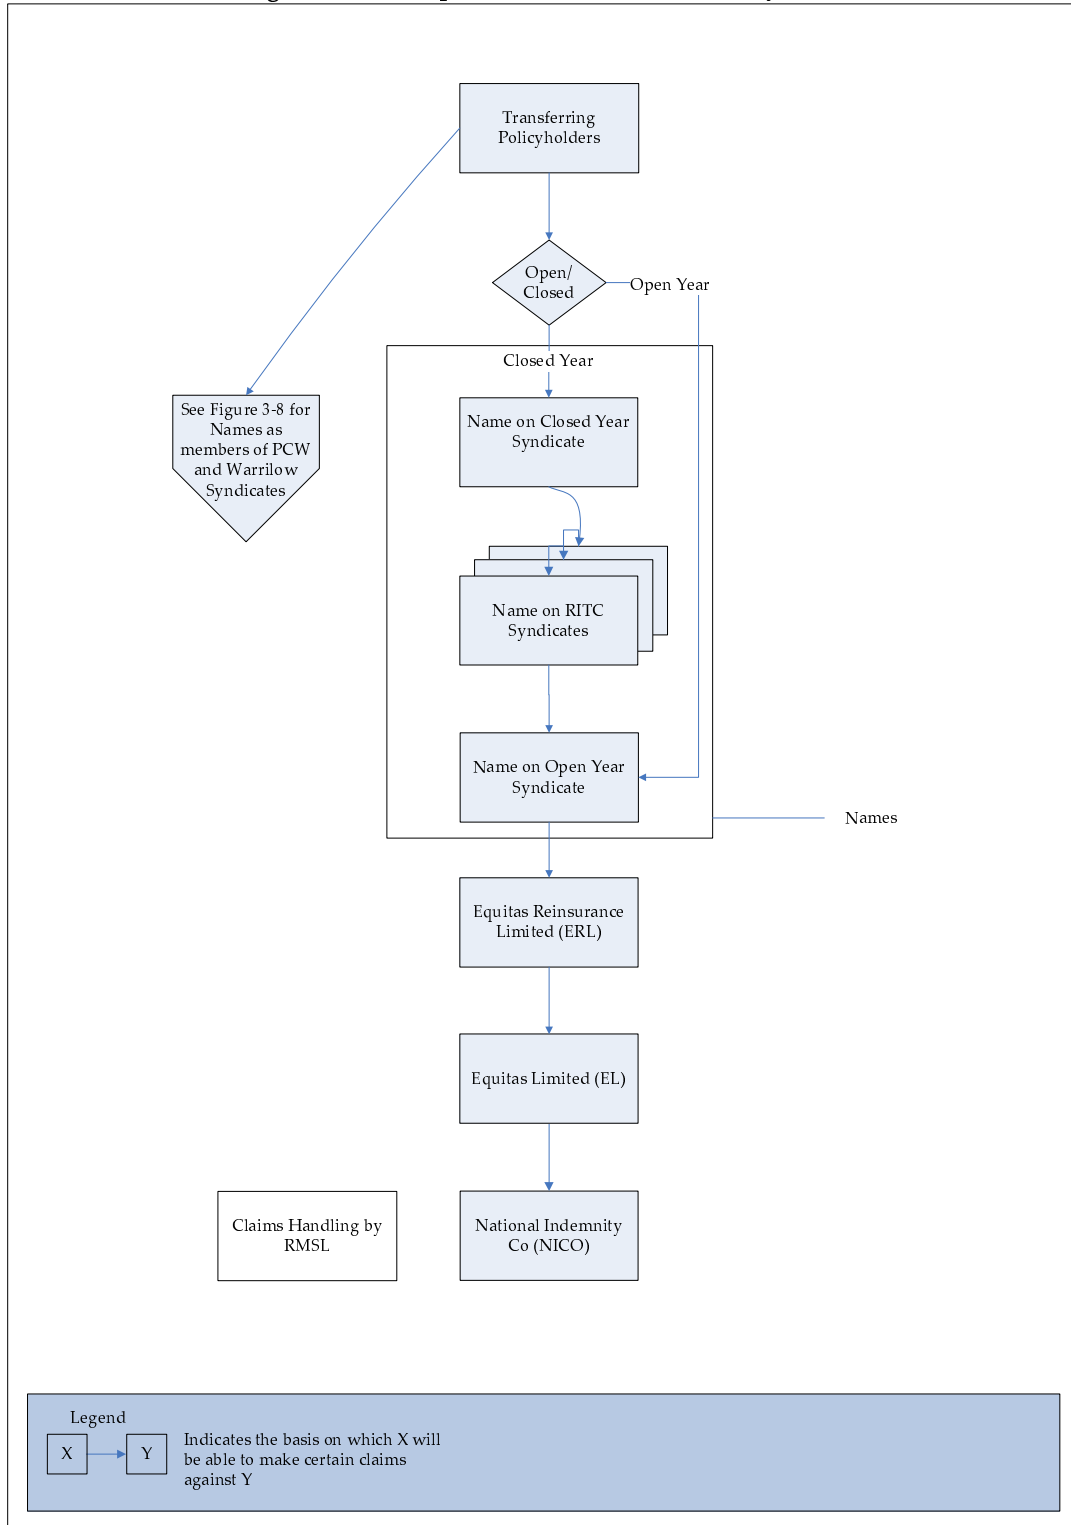 Transferring
Policyholders
Open/
Closed
Open Year
Closed Year
See Figure 3-8 for
Names as
members of PCW
and Warrilow
Syndicates
Name on Closed Year
Syndicate
Name on RITC
Syndicates
Name on Open Year
Syndicate
Names
Equitas Reinsurance
Limited (ERL)
Equitas Limited (EL)
Claims Handling by
RMSL
National Indemnity
Co (NICO)
Legend
X
Y
Indicates the basis on which X will
be able to make certain claims
against Y